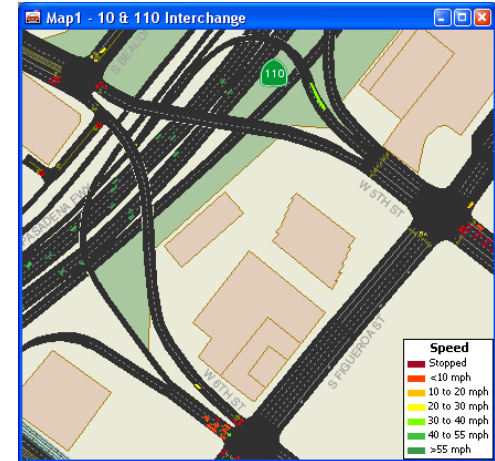 Map1 - 10 & 110 Interchange
S BEAUD
110
PASADENA FWY
W 5TH ST
W 6TH ST
S FIGUEROA ST
Speed
Stopped
<10 mph
10 to 20 mph
20 to 30 mph
30 to 40 mph
40 to 55 mph
>55 mph